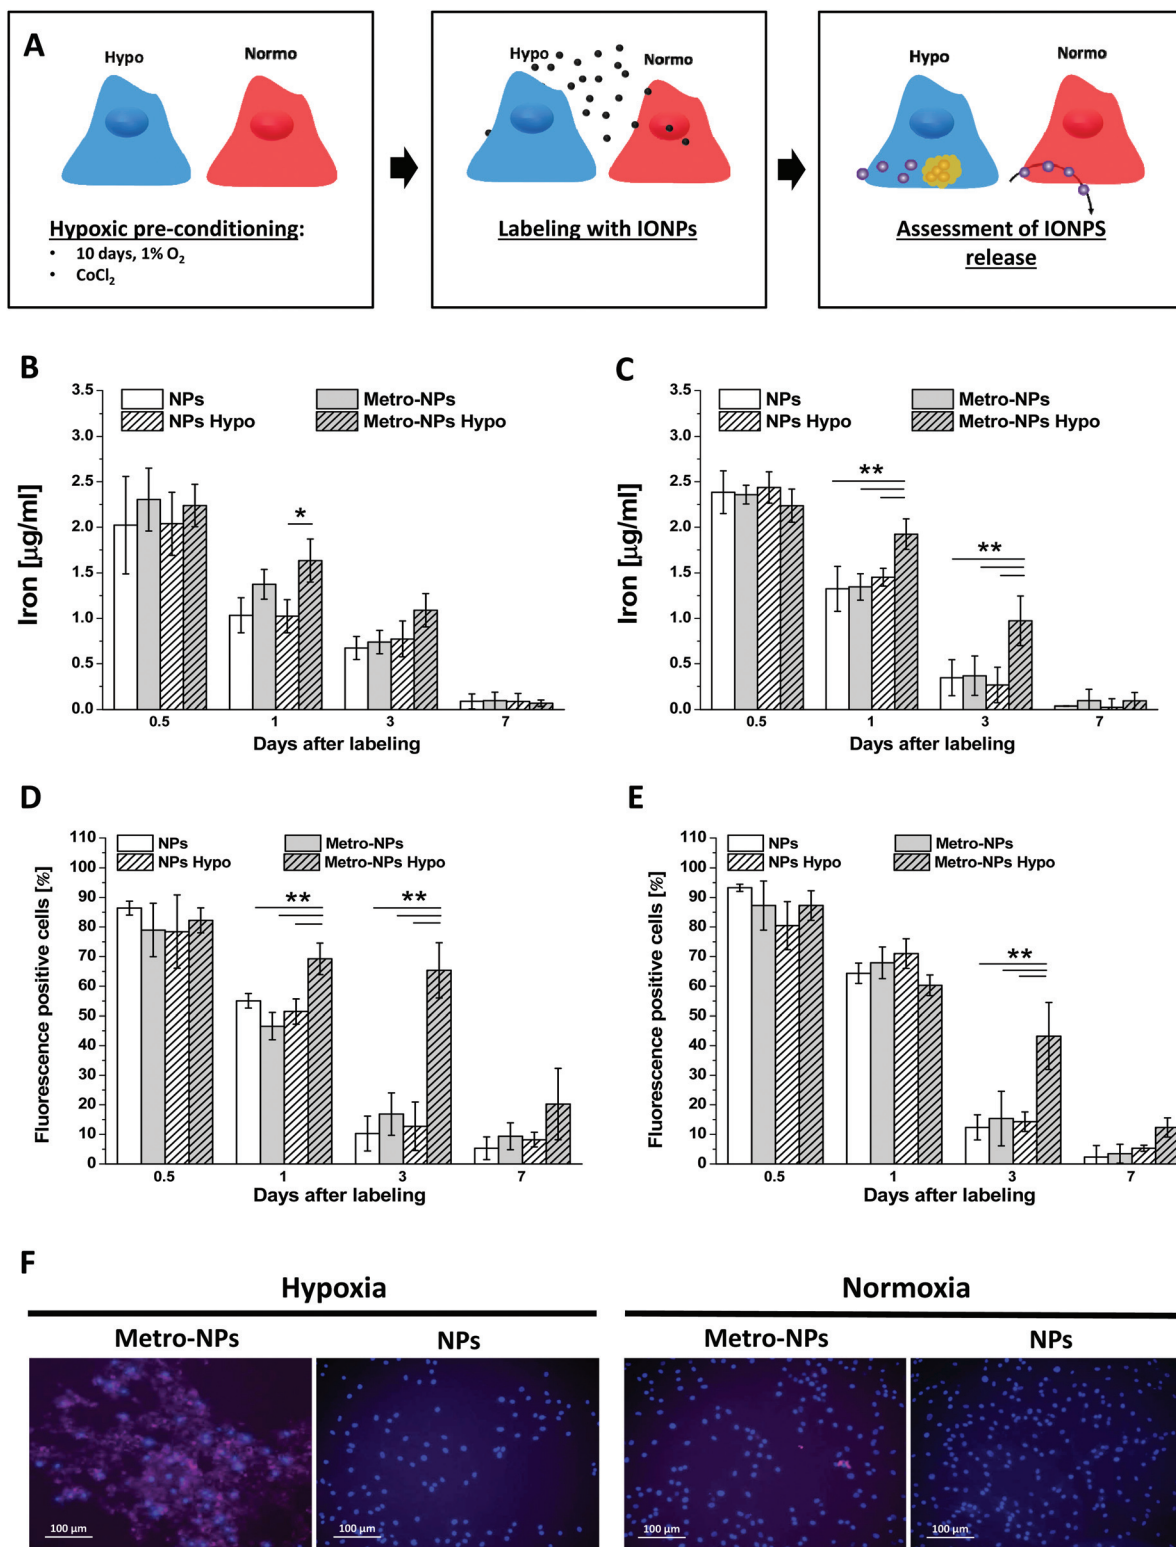 A
Hypo
Normo
Hypoxic pre-conditioning:
• 10 days, 1% O₂
• CoCl₂
Hypo
Normo
Labeling with IONPs
Hypo
Normo
Assessment of IONPS
release
B
NPs
Metro-NPs
NPs Hypo
Metro-NPs Hypo
Iron [µg/ml]
3.5
3.0
2.5
2.0
1.5
1.0
0.5
0.0
*
0.5 1 3 7
Days after labeling
C
NPs
Metro-NPs
NPs Hypo
Metro-NPs Hypo
Iron [µg/ml]
3.5
3.0
2.5
2.0
1.5
1.0
0.5
0.0
**
**
0.5 1 3 7
Days after labeling
D
NPs
Metro-NPs
NPs Hypo
Metro-NPs Hypo
Fluorescence positive cells [%]
110
100
90
80
70
60
50
40
30
20
10
0
** **
0.5 1 3 7
Days after labeling
E
NPs
Metro-NPs
NPs Hypo
Metro-NPs Hypo
Fluorescence positive cells [%]
110
100
90
80
70
60
50
40
30
20
10
0
**
0.5 1 3 7
Days after labeling
F
Hypoxia
Normoxia
Metro-NPs
NPs
Metro-NPs
NPs
100 µm
100 µm
100 µm
100 µm